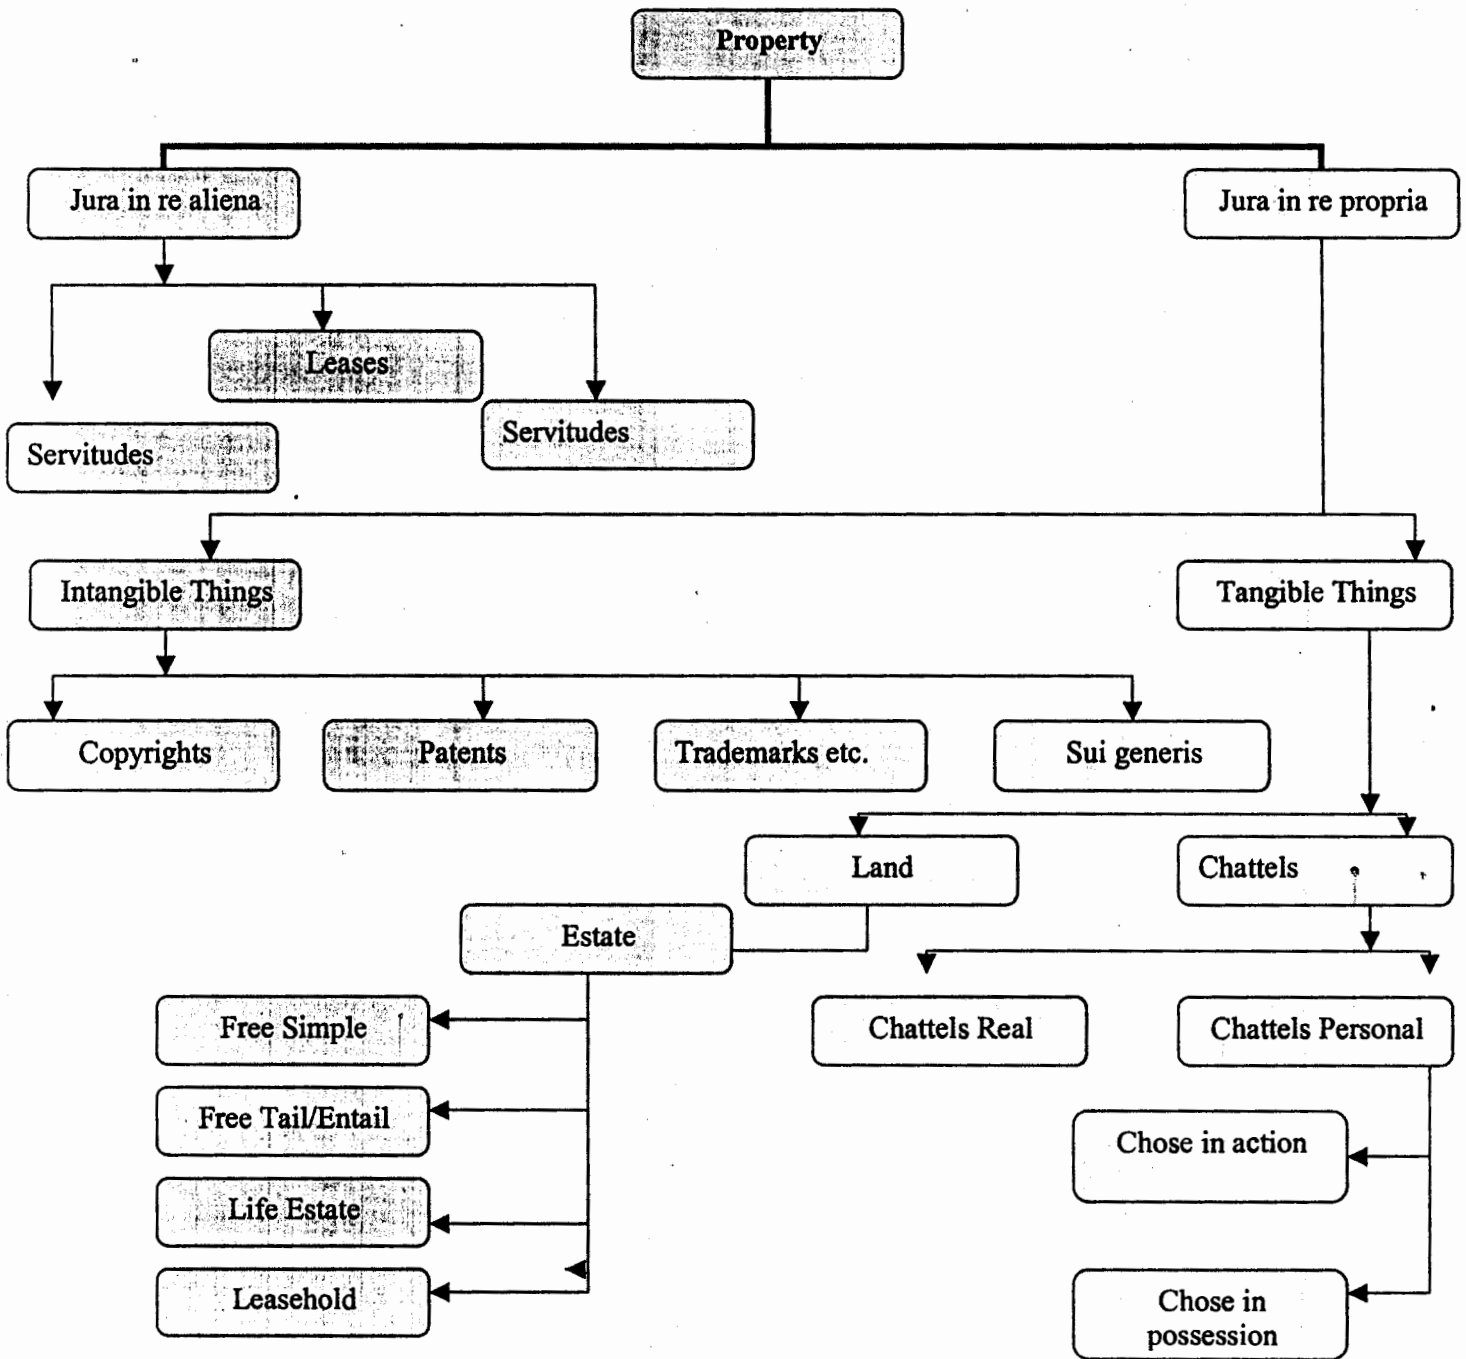 Property
Jura in re aliena
Jura in re propria
Leases
Servitudes
Servitudes
Intangible Things
Tangible Things
Copyrights
Patents
Trademarks etc.
Sui generis
Land
Chattels
Estate
Free Simple
Chattels Real
Chattels Personal
Free Tail/Entail
Chose in action
Life Estate
Leasehold
Chose in
possession